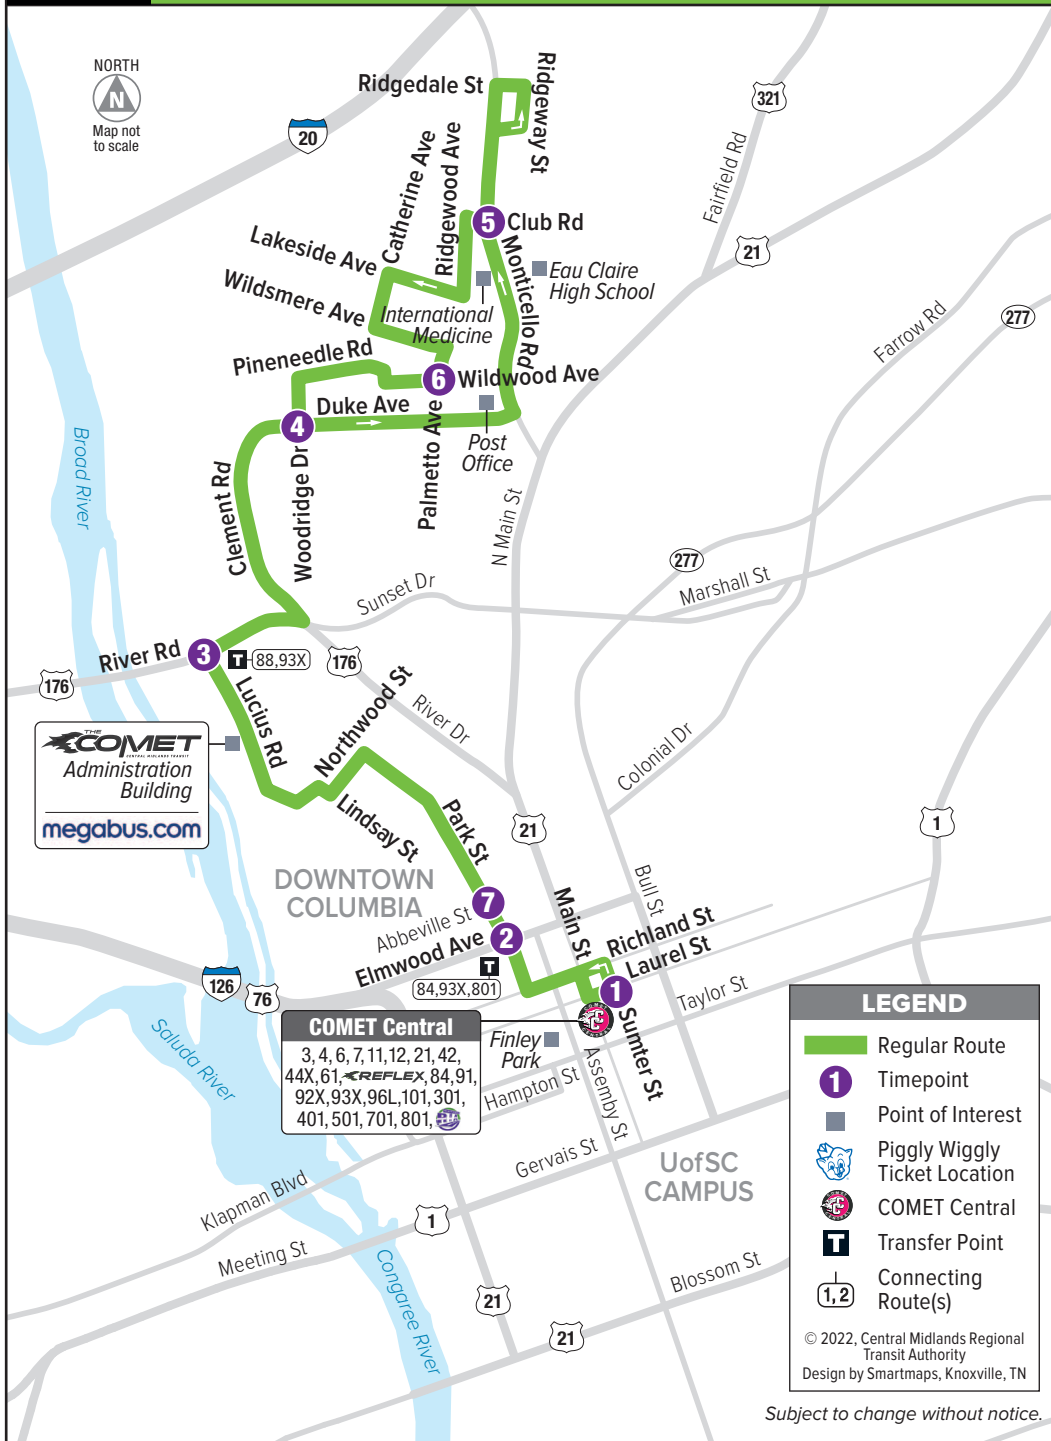 NORTH
N
Map not
to scale
20
Ridgedale St
Ridgeway St
321
Fairfield Rd
21
Catherine Ave
Ridgewood Ave
5
Club Rd
Lakeside Ave
Monticello Rd
Eau Claire
High School
Wildsmere Ave
International
Medicine
277
Farrow Rd
Pineneedle Rd
6
Wildwood Ave
Duke Ave
4
Palmetto Ave
Post
Office
Broad River
Clement Rd
Woodridge Dr
N Main St
277
Marshall St
Sunset Dr
River Rd
3
T
88,93X
176
176
Lucius Rd
Northwood St
River Dr
Colonial Dr
THE
COMET
CENTRAL MIDLANDS TRANSIT
Administration
Building
megabus.com
Lindsay St
Park St
21
1
DOWNTOWN
COLUMBIA
Bull St
Main St
7
Abbeville St
2
Elmwood Ave
Richland St
Laurel St
T
84,93X,801
126
76
1
Taylor St
Sumter St
COMET Central
3, 4, 6, 7, 11, 12, 21, 42,
44X, 61, REFLEX, 84, 91,
92X, 93X, 96L, 101, 301,
401, 501, 701, 801,
Finley
Park
Saluda River
Hampton St
Assemby St
Gervais St
UofSC
CAMPUS
Klapman Blvd
1
Meeting St
Congaree River
Blossom St
21
21
LEGEND
Regular Route
1
Timepoint
Point of Interest
Piggly Wiggly
Ticket Location
COMET Central
T
Transfer Point
1, 2
Connecting
Route(s)
© 2022, Central Midlands Regional
Transit Authority
Design by Smartmaps, Knoxville, TN
Subject to change without notice.